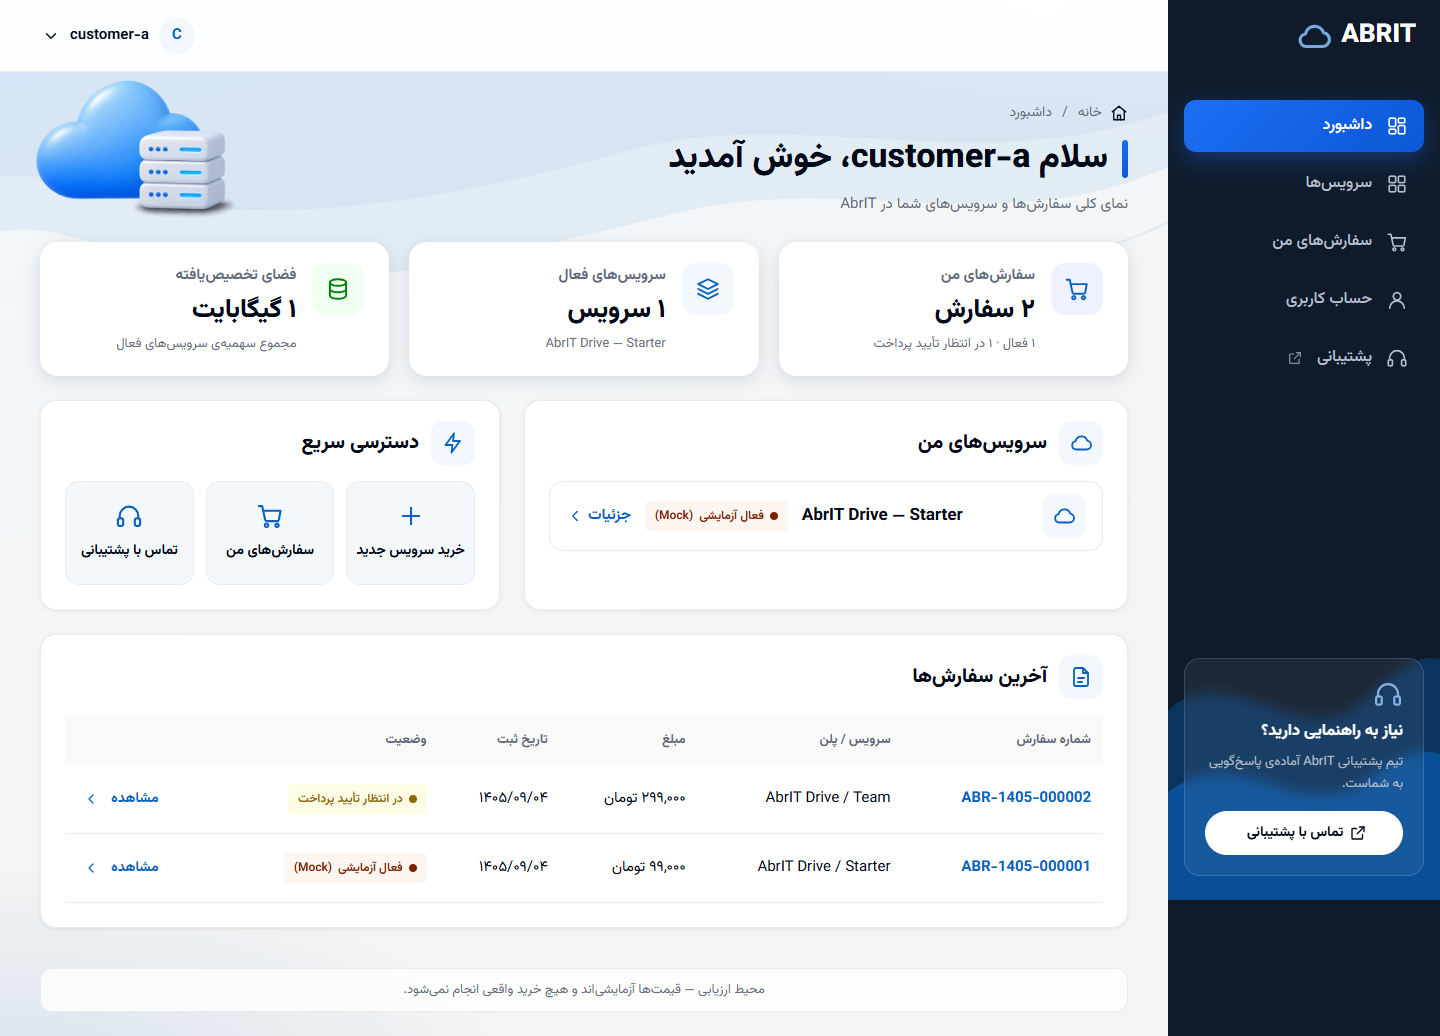 ABRIT
داشبورد
سرویس‌ها
سفارش‌های من
حساب کاربری
پشتیبانی
نیاز به راهنمایی دارید؟
تیم پشتیبانی AbrIT آماده‌ی پاسخ‌گویی
به شماست.
تماس با پشتیبانی
C customer-a
خانه / داشبورد
سلام customer-a، خوش آمدید
نمای کلی سفارش‌ها و سرویس‌های شما در AbrIT
سفارش‌های من
۲ سفارش
۱ فعال · ۱ در انتظار تأیید پرداخت
سرویس‌های فعال
۱ سرویس
AbrIT Drive — Starter
فضای تخصیص‌یافته
۱ گیگابایت
مجموع سهمیه‌ی سرویس‌های فعال
سرویس‌های من
AbrIT Drive — Starter فعال آزمایشی (Mock) جزئیات
دسترسی سریع
خرید سرویس جدید
سفارش‌های من
تماس با پشتیبانی
آخرین سفارش‌ها
شماره سفارش سرویس / پلن مبلغ تاریخ ثبت وضعیت
ABR-1405-000002 AbrIT Drive / Team ۲۹۹,۰۰۰ تومان ۱۴۰۵/۰۹/۰۴ در انتظار تأیید پرداخت مشاهده
ABR-1405-000001 AbrIT Drive / Starter ۹۹,۰۰۰ تومان ۱۴۰۵/۰۹/۰۴ فعال آزمایشی (Mock) مشاهده
محیط ارزیابی — قیمت‌ها آزمایشی‌اند و هیچ خرید واقعی انجام نمی‌شود.